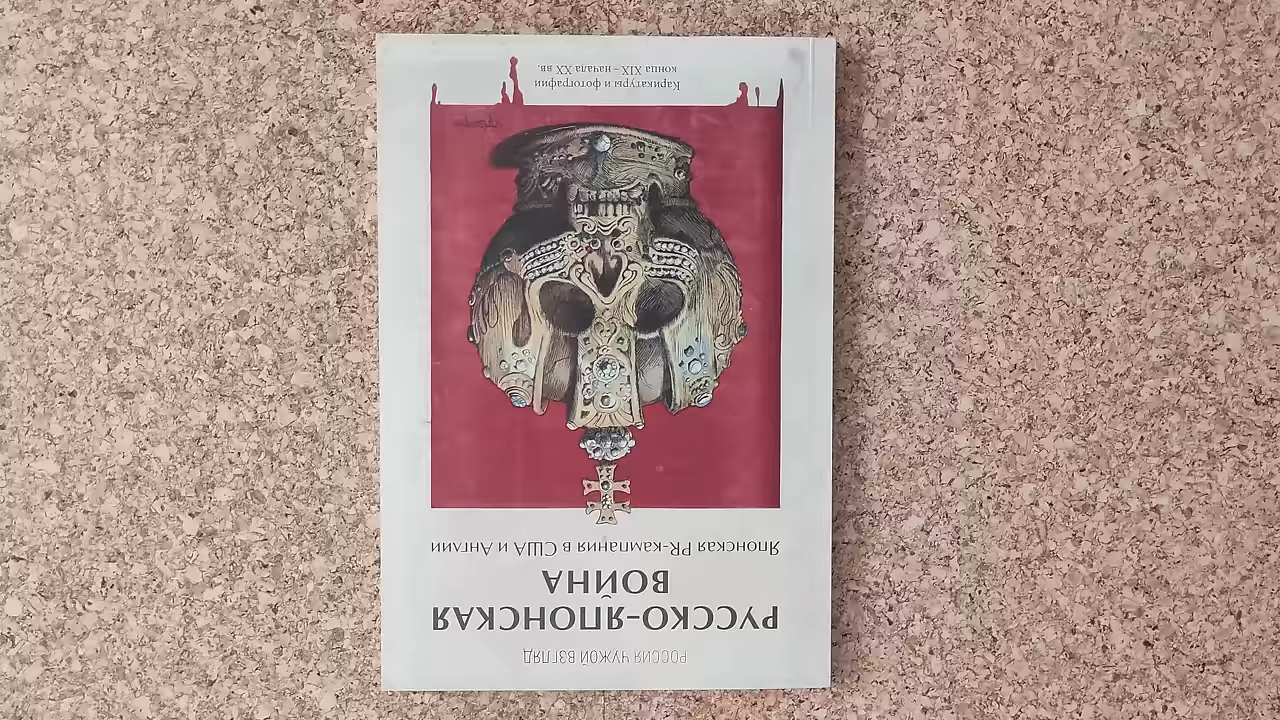 РОССИЯ ЧУЖОЙ ВЗГЛЯД
РУССКО-ЯПОНСКАЯ
ВОЙНА
Японская PR-кампания в США и Англии
Карикатуры и фотографии
конца XIX – начала XX вв.